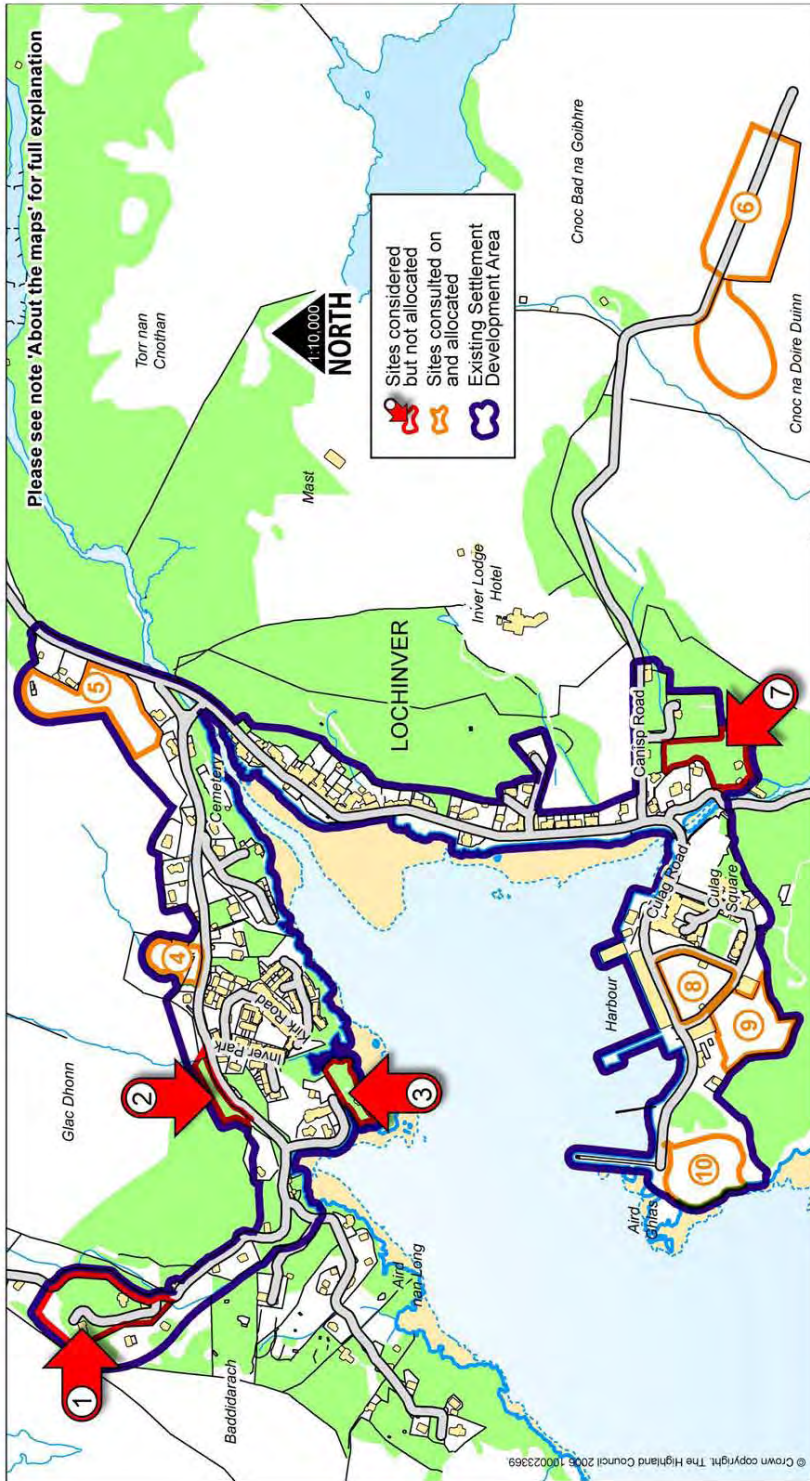 Please see note 'About the maps' for full explanation
Torr nan
Cnothan
1:10,000
NORTH
Sites considered
but not allocated
Sites consulted on
and allocated
Existing Settlement
Development Area
Cnoc Bad na Goibhre
Cnoc na Doire Duinn
Mast
Inver Lodge
Hotel
LOCHINVER
Canisp Road
Cemetery
Glac Dhonn
Kirk Road
Inver Park
Baddidarach
Aird
nan Long
Harbour
Culag Road
Culag
Square
Aird
Ghlas
1
2
3
4
5
6
7
8
9
10
© Crown copyright. The Highland Council 2006 100023369.